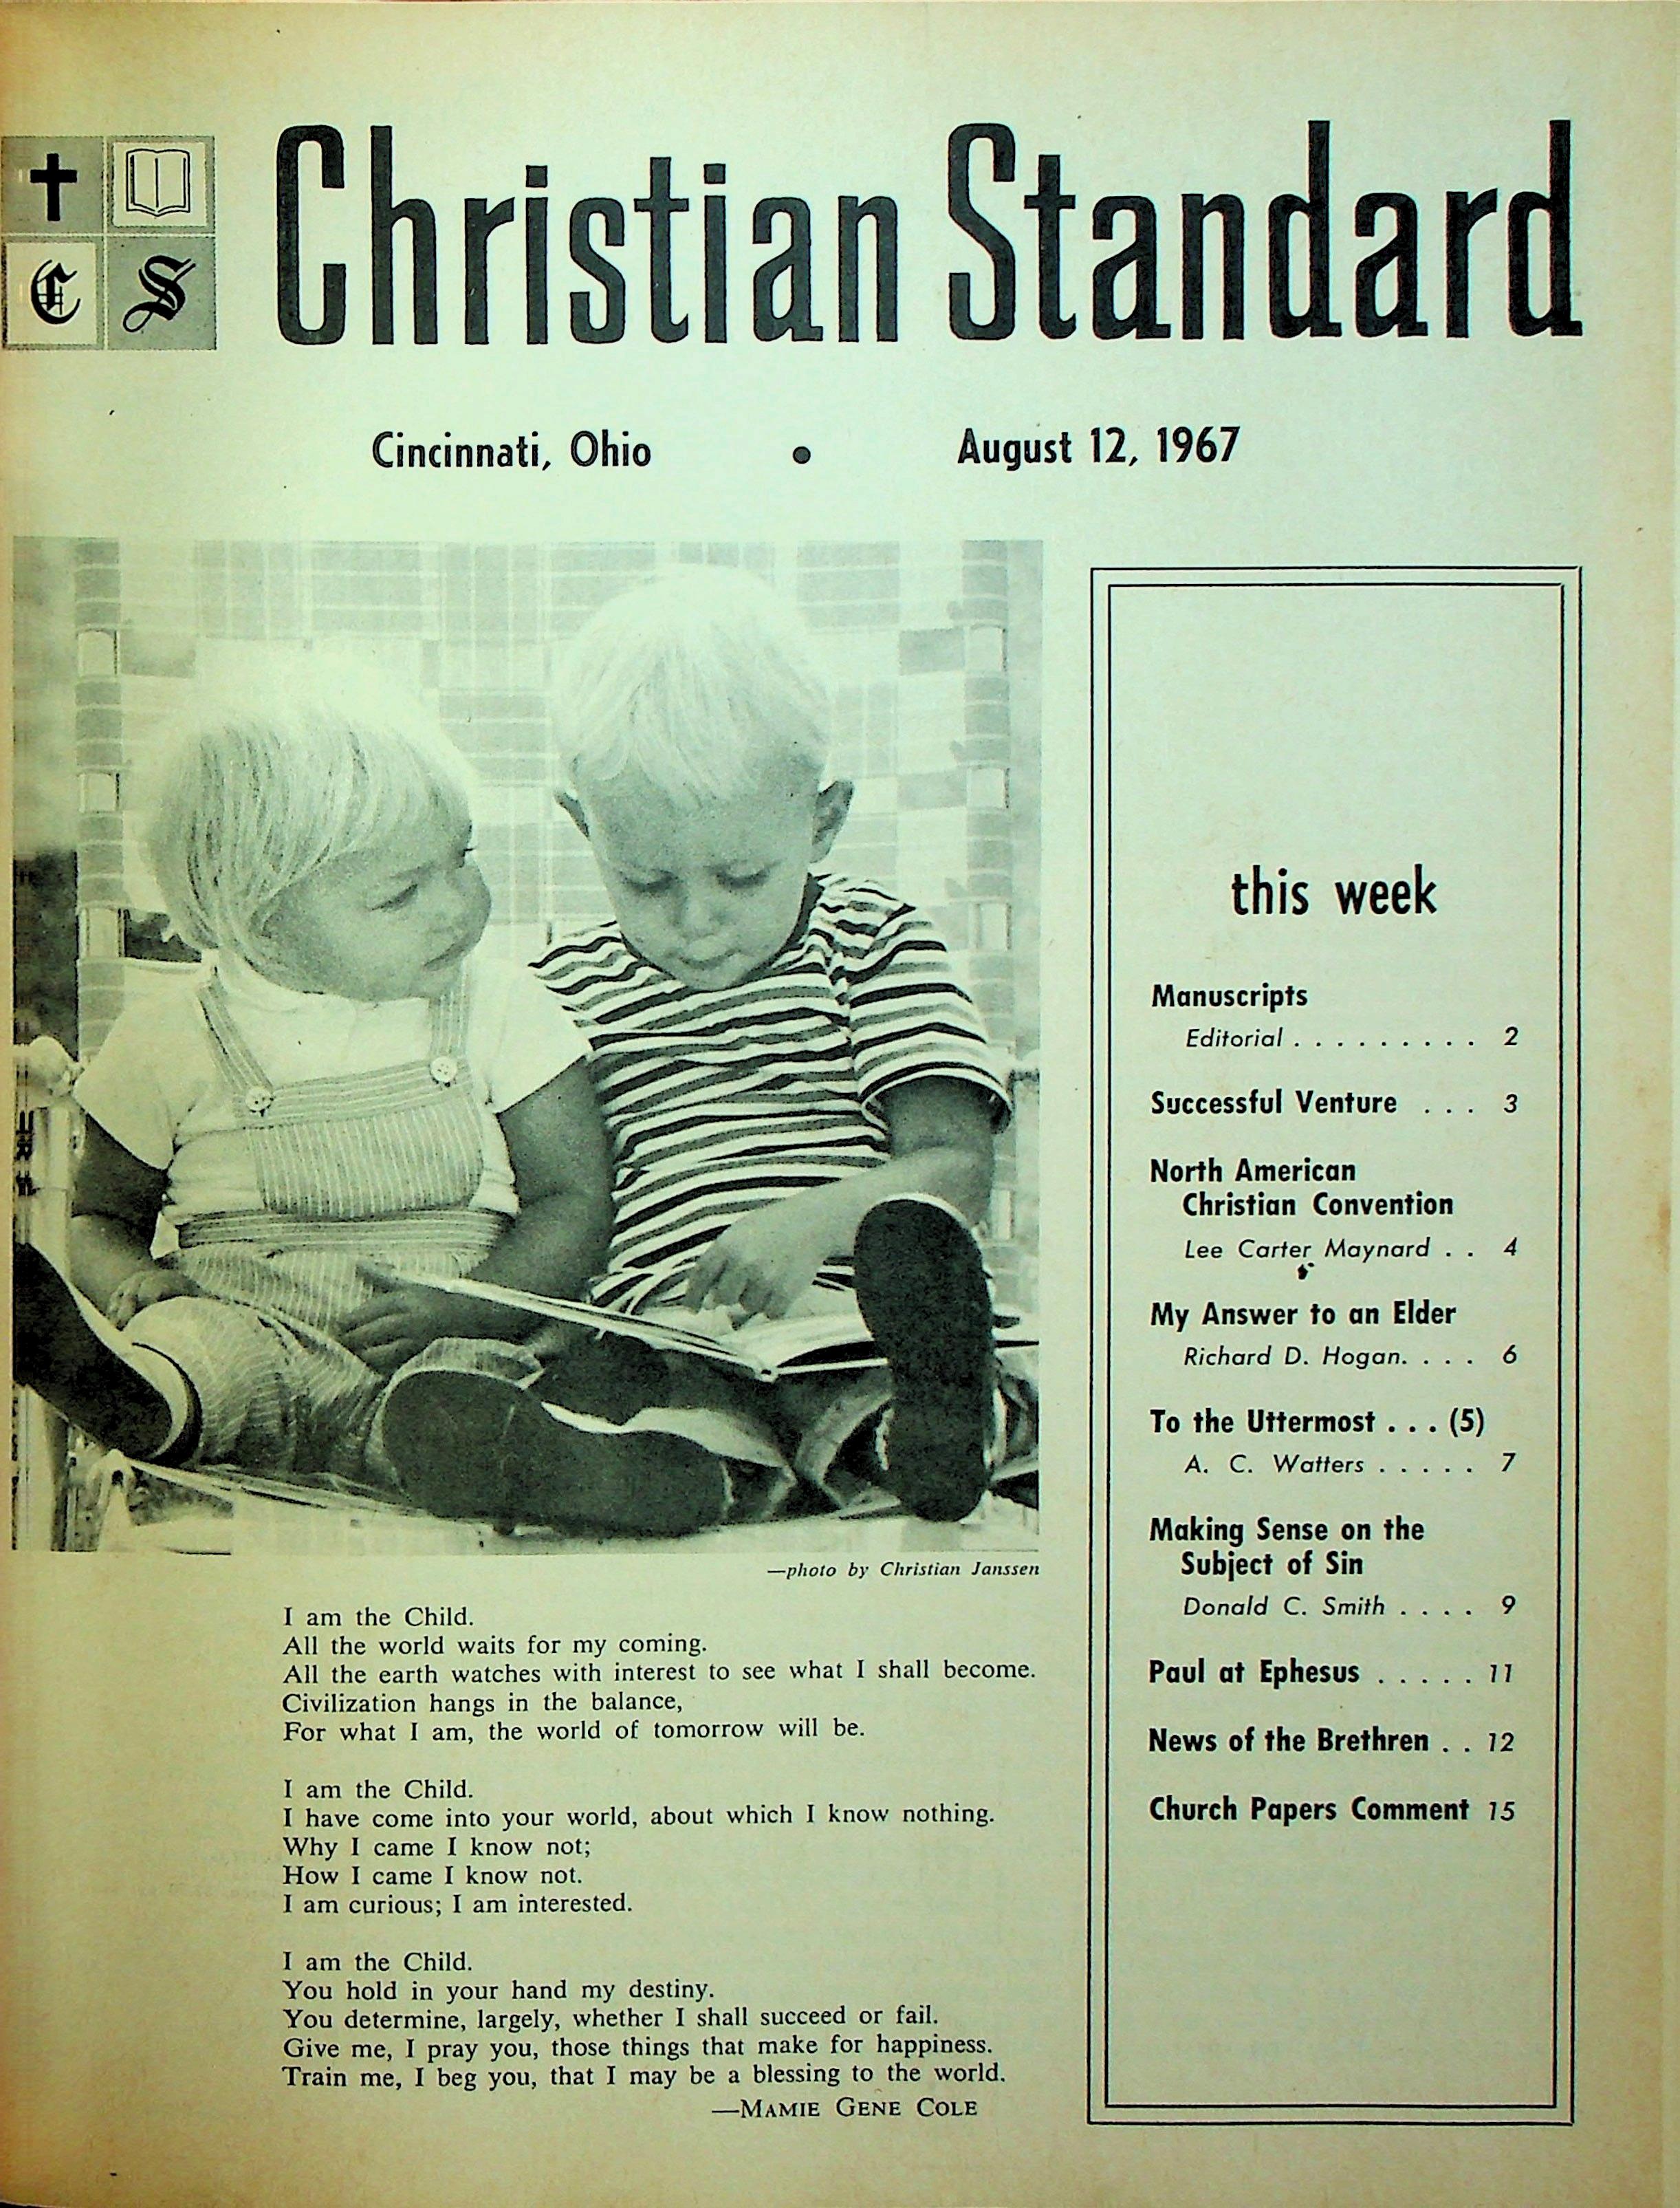 C S
Christian Standard
Cincinnati, Ohio • August 12, 1967
—photo by Christian Janssen
I am the Child.
All the world waits for my coming.
All the earth watches with interest to see what I shall become.
Civilization hangs in the balance,
For what I am, the world of tomorrow will be.
I am the Child.
I have come into your world, about which I know nothing.
Why I came I know not;
How I came I know not.
I am curious; I am interested.
I am the Child.
You hold in your hand my destiny.
You determine, largely, whether I shall succeed or fail.
Give me, I pray you, those things that make for happiness.
Train me, I beg you, that I may be a blessing to the world.
—MAMIE GENE COLE
this week
Manuscripts
Editorial . . . . . . . . . 2
Successful Venture . . . 3
North American
Christian Convention
Lee Carter Maynard . . 4
My Answer to an Elder
Richard D. Hogan. . . . 6
To the Uttermost . . . (5)
A. C. Watters . . . . . 7
Making Sense on the
Subject of Sin
Donald C. Smith . . . . 9
Paul at Ephesus . . . . . 11
News of the Brethren . . 12
Church Papers Comment 15